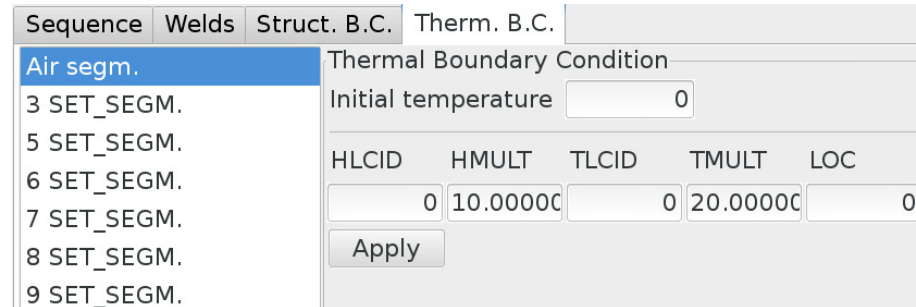 Sequence Welds Struct. B.C. Therm. B.C.
Air segm.
3 SET_SEGM.
5 SET_SEGM.
6 SET_SEGM.
7 SET_SEGM.
8 SET_SEGM.
9 SET_SEGM.
Thermal Boundary Condition
Initial temperature 0
HLCID HMULT TLCID TMULT LOC
0 10.00000 0 20.00000 0
Apply